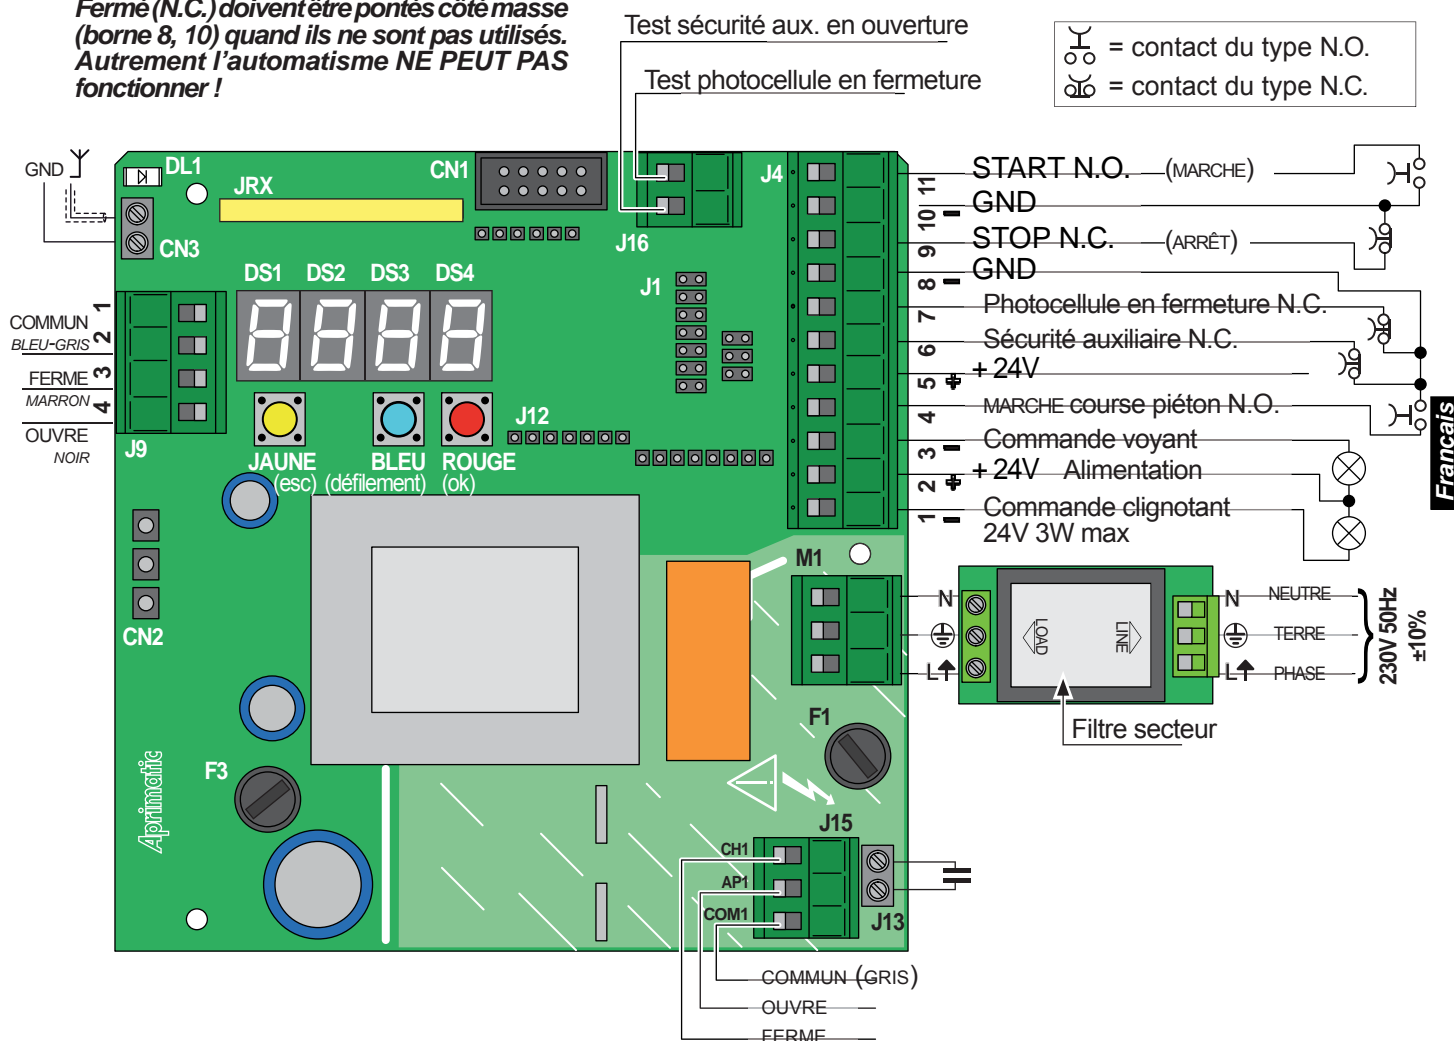 Fermé (N.C.) doivent être pontés côté masse
(borne 8, 10) quand ils ne sont pas utilisés.
Autrement l'automatisme NE PEUT PAS
fonctionner !
Test sécurité aux. en ouverture
Test photocellule en fermeture
= contact du type N.O.
= contact du type N.C.
GND
DL1
JRX
CN1
J4
CN3
J16
DS1 DS2 DS3 DS4
J1
1
COMMUN
BLEU-GRIS 2
FERME 3
MARRON
4
OUVRE
NOIR
J9
J12
JAUNE
(esc)
BLEU
(défilement)
ROUGE
(ok)
11 START N.O. (MARCHE)
10 - GND
9 STOP N.C. (ARRÊT)
8 - GND
7 Photocellule en fermeture N.C.
6 Sécurité auxiliaire N.C.
5 + + 24V
4 MARCHE course piéton N.O.
3 - Commande voyant
2 + + 24V Alimentation
1 - Commande clignotant
24V 3W max
Français
CN2
M1
N
L
LOAD
LINE
N NEUTRE
TERRE
L PHASE
230V 50Hz
±10%
Filtre secteur
F1
F3
Aprimatic
J15
CH1
AP1
COM1
J13
COMMUN (GRIS)
OUVRE
FERME